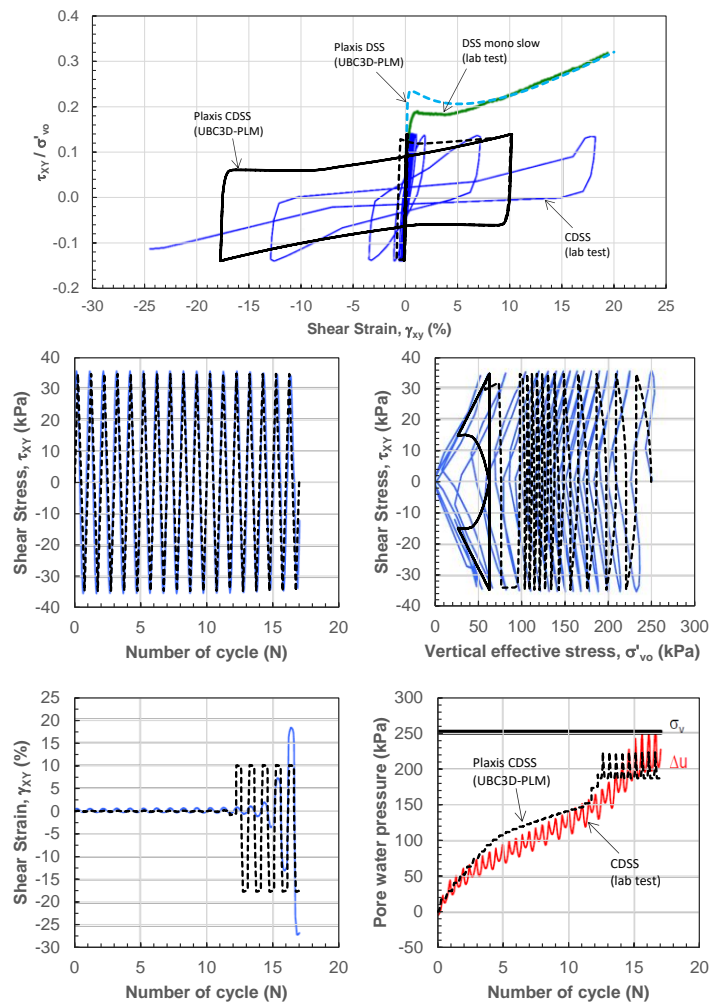 0.4
0.3
0.2
0.1
0.0
-0.1
-0.2
τXY / σ'vo
Plaxis DSS
(UBC3D-PLM)
DSS mono slow
(lab test)
Plaxis CDSS
(UBC3D-PLM)
CDSS
(lab test)
-30 -25 -20 -15 -10 -5 0 5 10 15 20 25
Shear Strain, γxy (%)
40
30
20
10
0
-10
-20
-30
-40
Shear Stress, τXY (kPa)
0 5 10 15 20
Number of cycle (N)
40
30
20
10
0
-10
-20
-30
-40
Shear Stress, τXY (kPa)
0 50 100 150 200 250 300
Vertical effective stress, σ'vo (kPa)
25
20
15
10
5
0
-5
-10
-15
-20
-25
-30
Shear Strain, γXY (%)
0 5 10 15 20
Number of cycle (N)
300
250
200
150
100
50
0
-50
Pore water pressure (kPa)
σv
Δu
Plaxis CDSS
(UBC3D-PLM)
CDSS
(lab test)
0 5 10 15 20
Number of cycle (N)